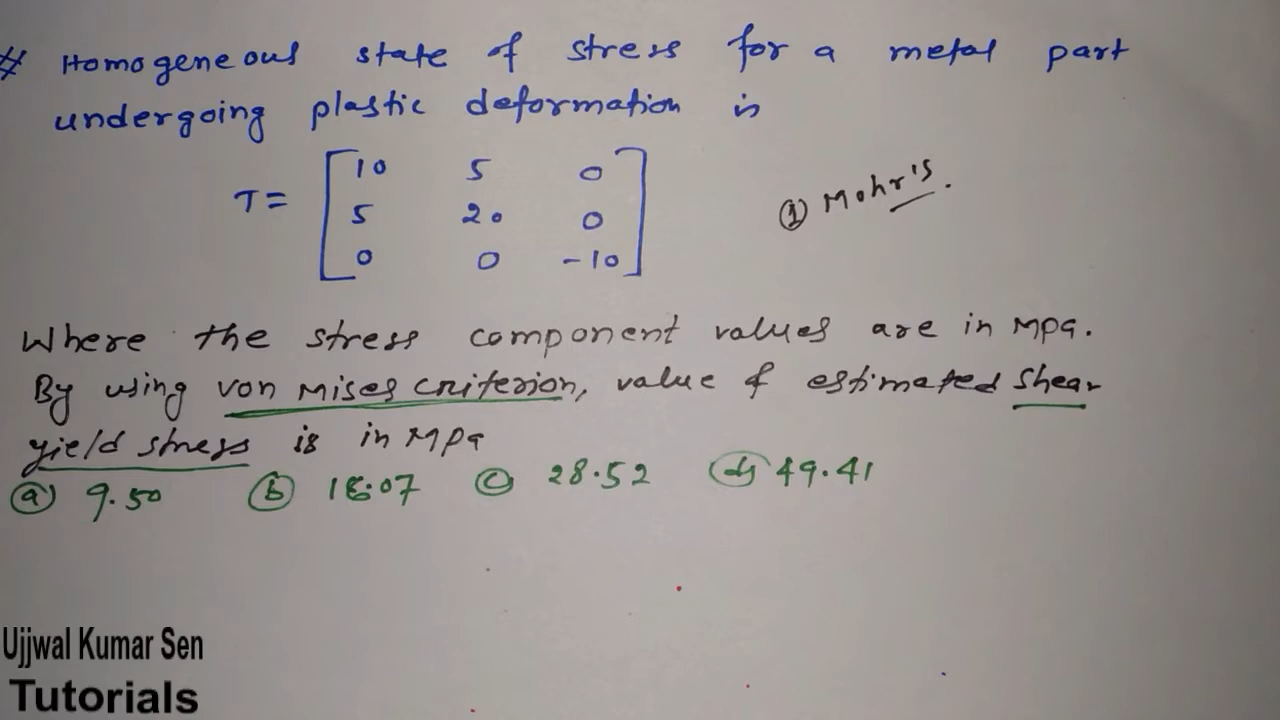 # Homogeneous state of stress for a metal part
undergoing plastic deformation is
T = [ 10 5 0
5 20 0
0 0 -10 ]
① Mohr's.
Where the stress component values are in MPa.
By using von Mises Criterion, value of estimated shear
yield stress is in MPa
ⓐ 9.50 ⓑ 16.07 ⓒ 28.52 ⓓ 49.41
Ujjwal Kumar Sen
Tutorials